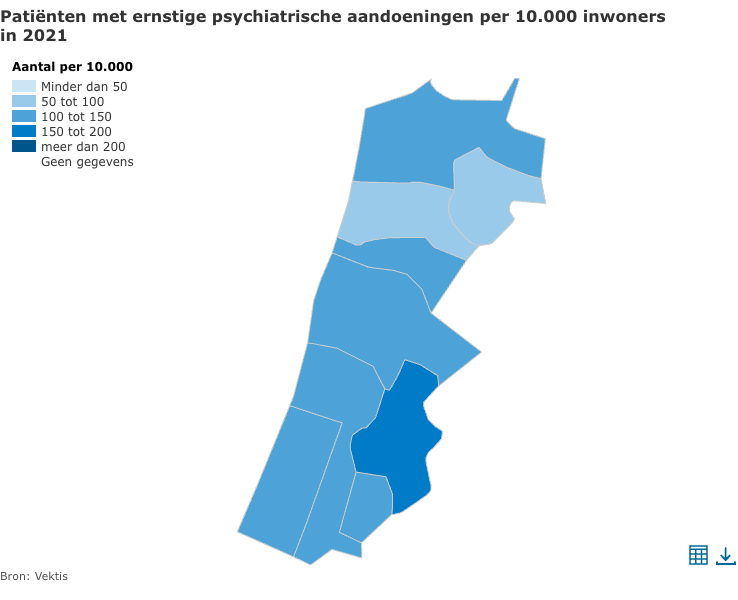 Patiënten met ernstige psychiatrische aandoeningen per 10.000 inwoners
in 2021
Aantal per 10.000
Minder dan 50
50 tot 100
100 tot 150
150 tot 200
meer dan 200
Geen gegevens
Bron: Vektis